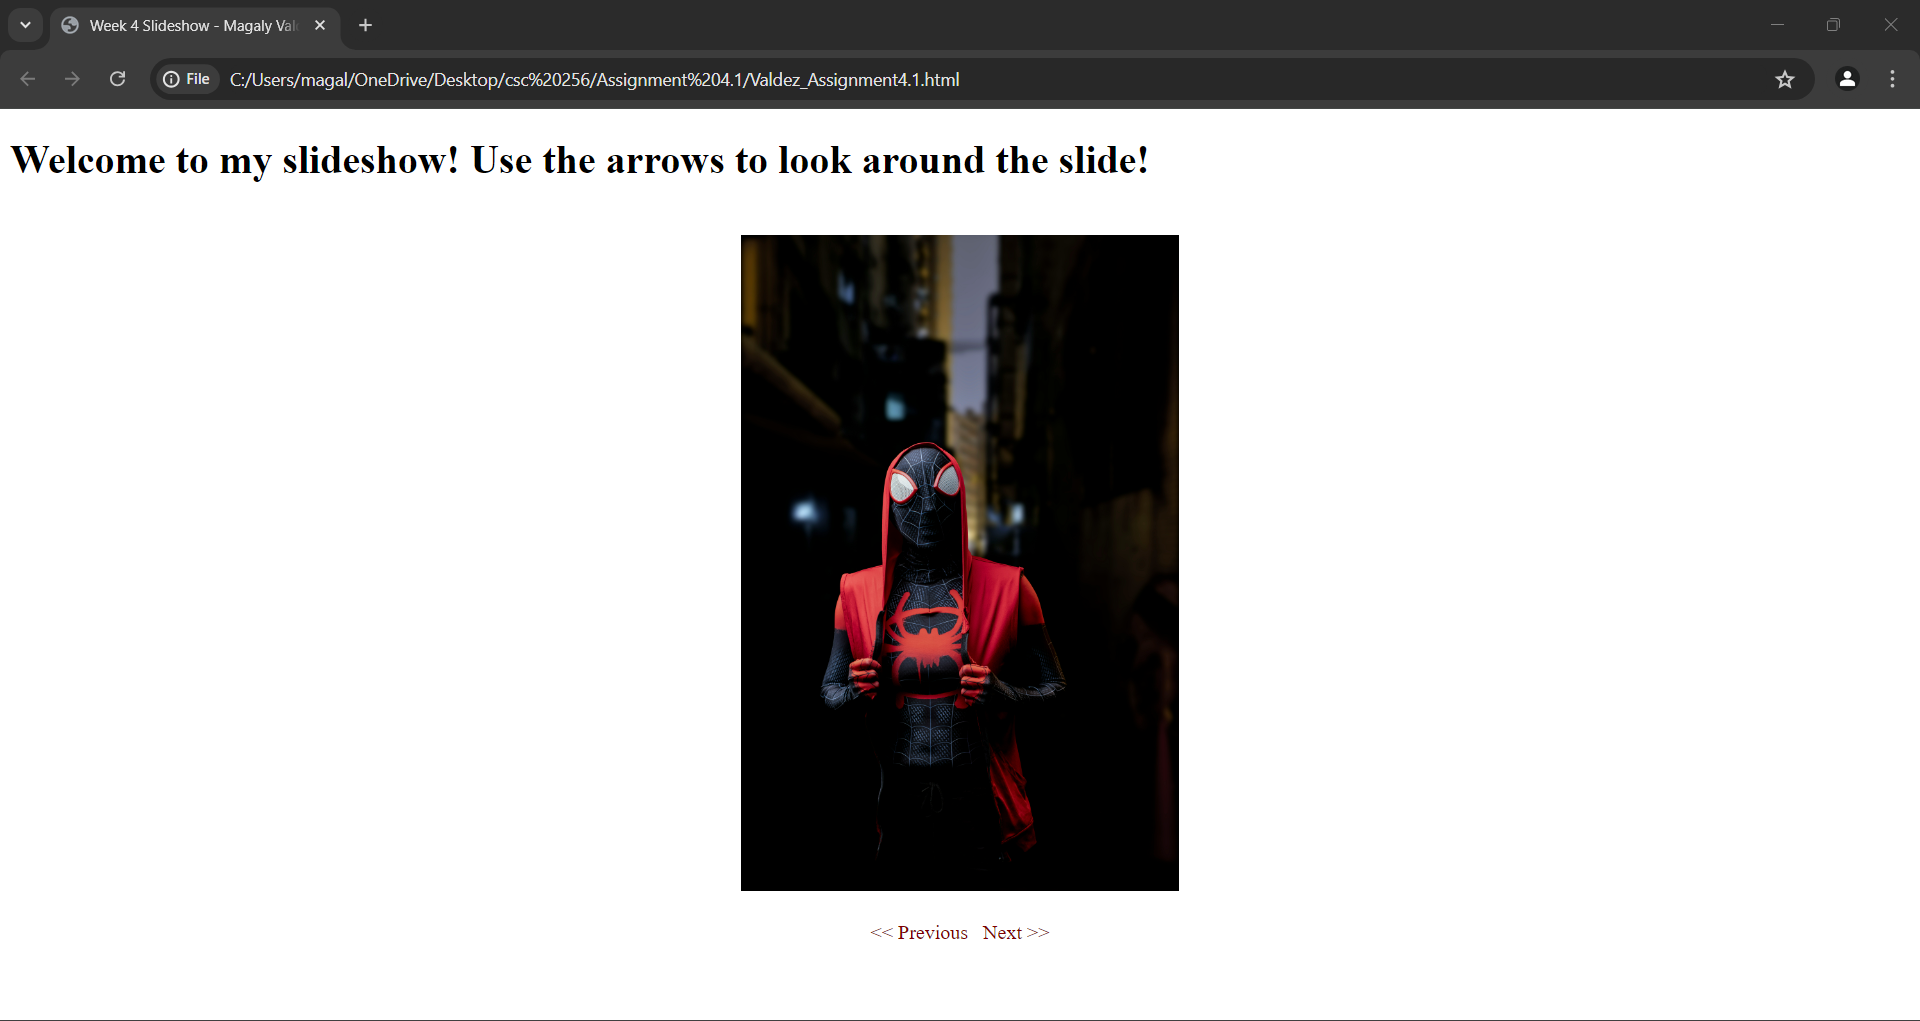 Week 4 Slideshow - Magaly
File
C:/Users/magal/OneDrive/Desktop/csc%20256/Assignment%204.1/Valdez_Assignment4.1.html
Welcome to my slideshow! Use the arrows to look around the slide!
<< Previous Next >>